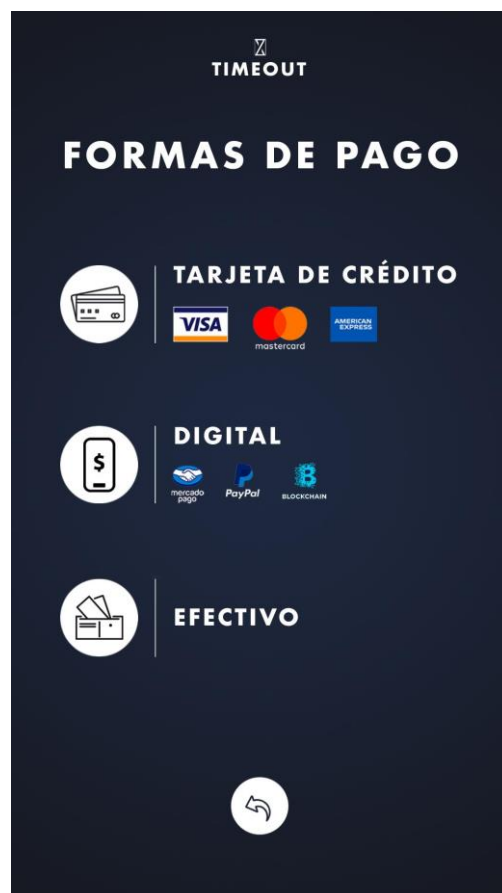 TIMEOUT
FORMAS DE PAGO
TARJETA DE CRÉDITO
VISA
mastercard
AMERICAN
EXPRESS
$
DIGITAL
mercado
pago
PayPal
BLOCKCHAIN
EFECTIVO